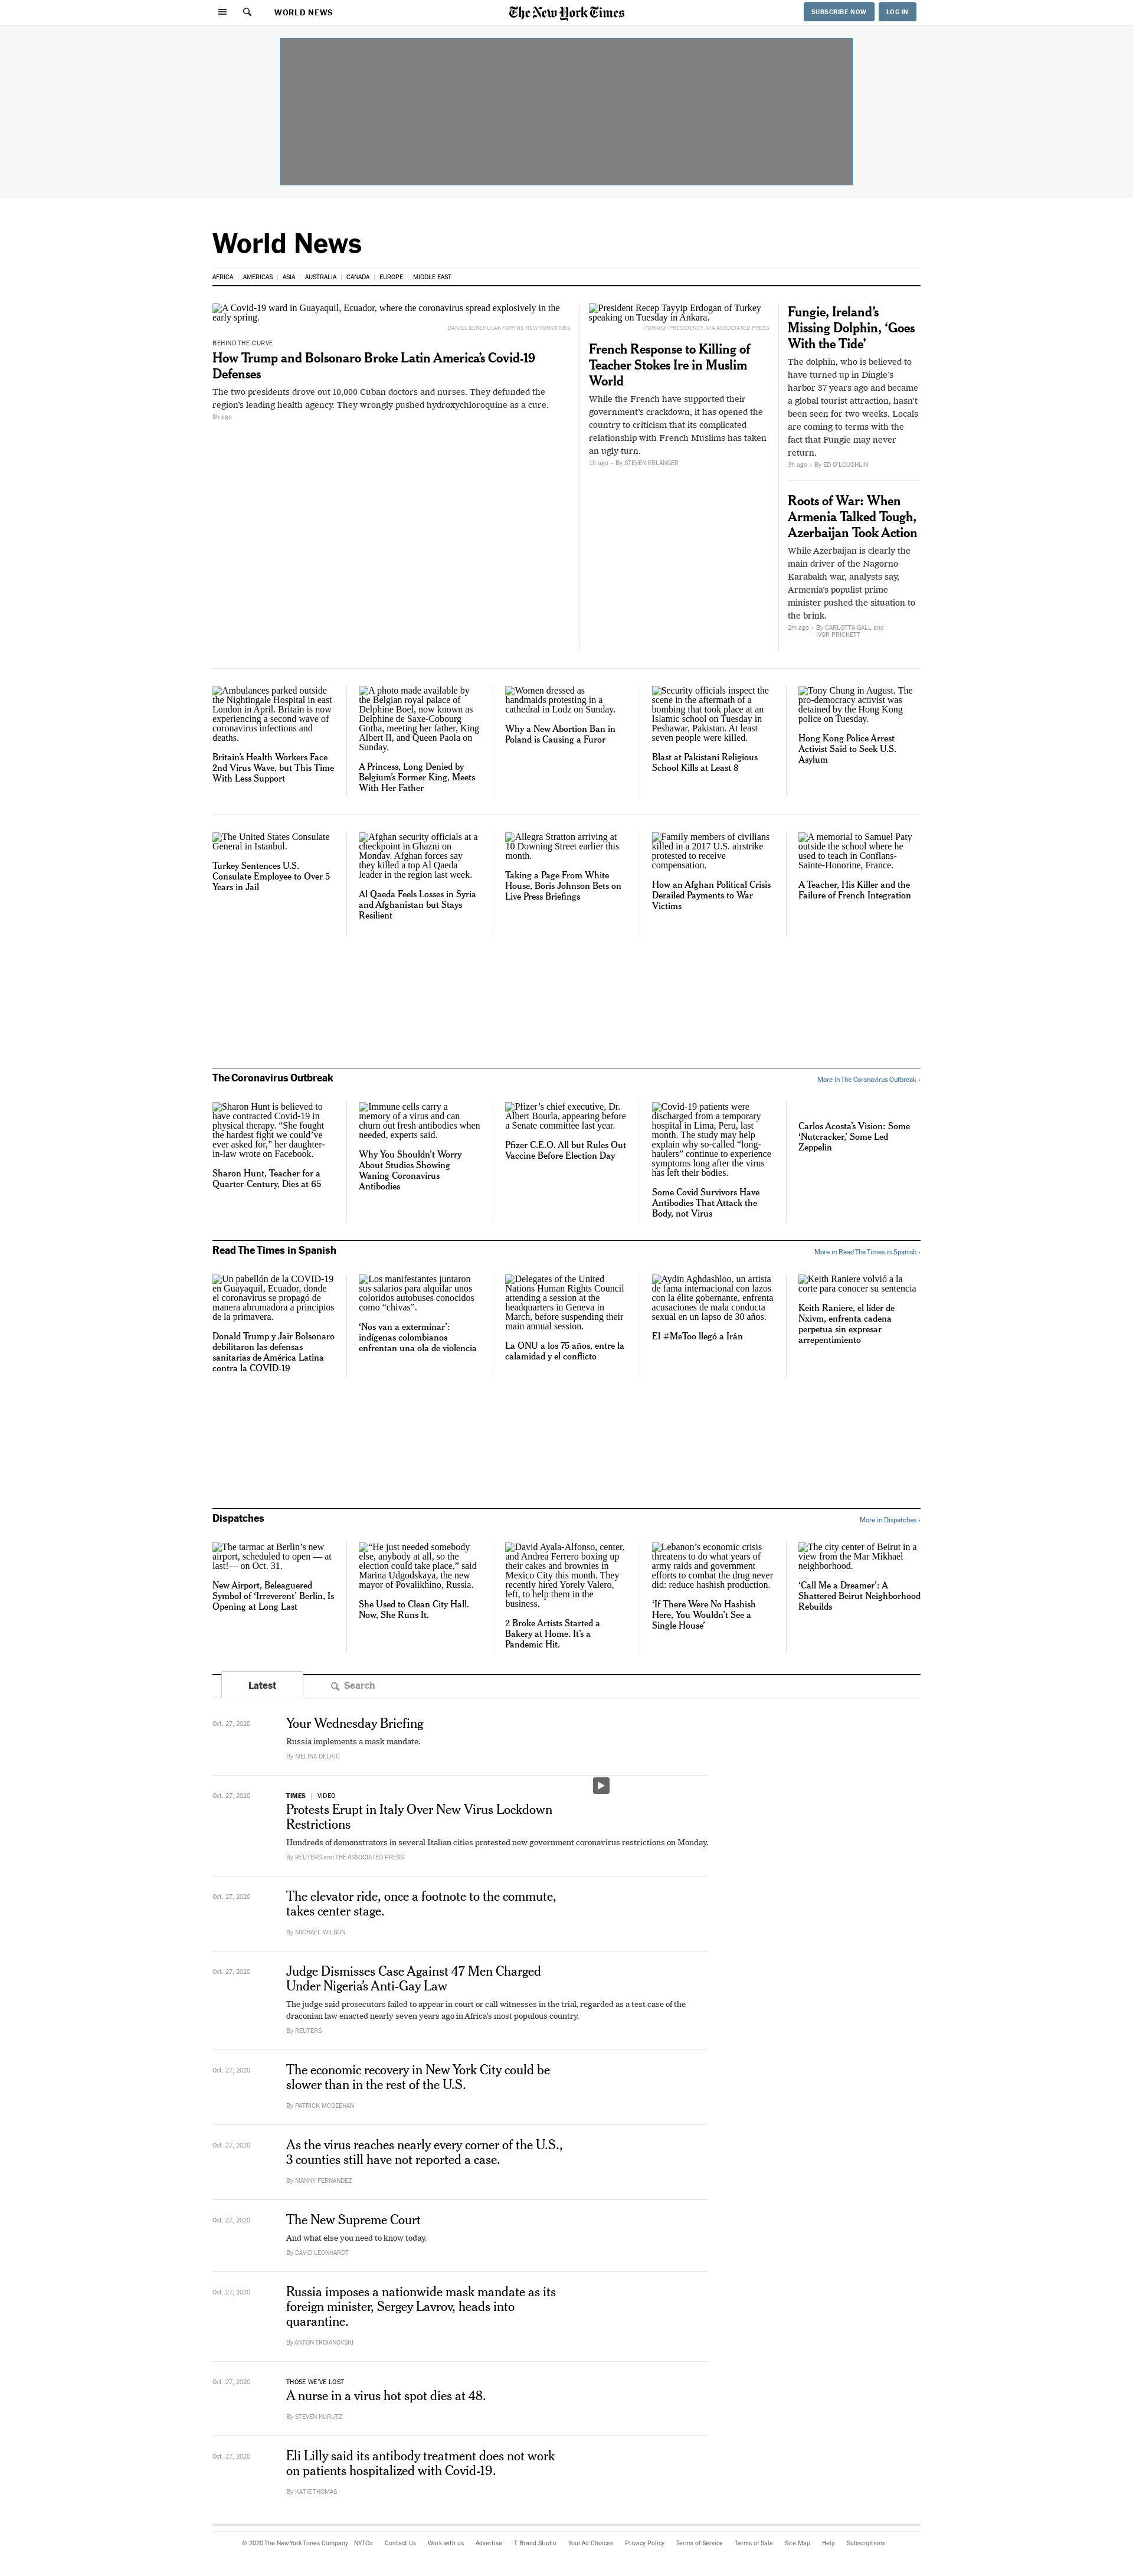 WORLD NEWS
The New York Times
SUBSCRIBE NOW
LOG IN
World News
AFRICA
AMERICAS
ASIA
AUSTRALIA
CANADA
EUROPE
MIDDLE EAST
A Covid-19 ward in Guayaquil, Ecuador, where the coronavirus spread explosively in the
early spring.
DANIEL BEREHULAK FOR THE NEW YORK TIMES
BEHIND THE CURVE
How Trump and Bolsonaro Broke Latin America's Covid-19
Defenses
The two presidents drove out 10,000 Cuban doctors and nurses. They defunded the
region's leading health agency. They wrongly pushed hydroxychloroquine as a cure.
8h ago
President Recep Tayyip Erdogan of Turkey
speaking on Tuesday in Ankara.
TURKISH PRESIDENCY, VIA ASSOCIATED PRESS
French Response to Killing of
Teacher Stokes Ire in Muslim
World
While the French have supported their
government's crackdown, it has opened the
country to criticism that its complicated
relationship with French Muslims has taken
an ugly turn.
1h ago · By STEVEN ERLANGER
Fungie, Ireland's
Missing Dolphin, 'Goes
With the Tide'
The dolphin, who is believed to
have turned up in Dingle's
harbor 37 years ago and became
a global tourist attraction, hasn't
been seen for two weeks. Locals
are coming to terms with the
fact that Fungie may never
return.
3h ago · By ED O'LOUGHLIN
Roots of War: When
Armenia Talked Tough,
Azerbaijan Took Action
While Azerbaijan is clearly the
main driver of the Nagorno-
Karabakh war, analysts say,
Armenia's populist prime
minister pushed the situation to
the brink.
2m ago · By CARLOTTA GALL and
IVOR PRICKETT
Ambulances parked outside
the Nightingale Hospital in east
London in April. Britain is now
experiencing a second wave of
coronavirus infections and
deaths.
Britain's Health Workers Face
2nd Virus Wave, but This Time
With Less Support
A photo made available by
the Belgian royal palace of
Delphine Boel, now known as
Delphine de Saxe-Cobourg
Gotha, meeting her father, King
Albert II, and Queen Paola on
Sunday.
A Princess, Long Denied by
Belgium's Former King, Meets
With Her Father
Women dressed as
handmaids protesting in a
cathedral in Lodz on Sunday.
Why a New Abortion Ban in
Poland is Causing a Furor
Security officials inspect the
scene in the aftermath of a
bombing that took place at an
Islamic school on Tuesday in
Peshawar, Pakistan. At least
seven people were killed.
Blast at Pakistani Religious
School Kills at Least 8
Tony Chung in August. The
pro-democracy activist was
detained by the Hong Kong
police on Tuesday.
Hong Kong Police Arrest
Activist Said to Seek U.S.
Asylum
The United States Consulate
General in Istanbul.
Turkey Sentences U.S.
Consulate Employee to Over 5
Years in Jail
Afghan security officials at a
checkpoint in Ghazni on
Monday. Afghan forces say
they killed a top Al Qaeda
leader in the region last week.
Al Qaeda Feels Losses in Syria
and Afghanistan but Stays
Resilient
Allegra Stratton arriving at
10 Downing Street earlier this
month.
Taking a Page From White
House, Boris Johnson Bets on
Live Press Briefings
Family members of civilians
killed in a 2017 U.S. airstrike
protested to receive
compensation.
How an Afghan Political Crisis
Derailed Payments to War
Victims
A memorial to Samuel Paty
outside the school where he
used to teach in Conflans-
Sainte-Honorine, France.
A Teacher, His Killer and the
Failure of French Integration
The Coronavirus Outbreak
More in The Coronavirus Outbreak ›
Sharon Hunt is believed to
have contracted Covid-19 in
physical therapy. “She fought
the hardest fight we could’ve
ever asked for,” her daughter-
in-law wrote on Facebook.
Sharon Hunt, Teacher for a
Quarter-Century, Dies at 65
Immune cells carry a
memory of a virus and can
churn out fresh antibodies when
needed, experts said.
Why You Shouldn't Worry
About Studies Showing
Waning Coronavirus
Antibodies
Pfizer's chief executive, Dr.
Albert Bourla, appearing before
a Senate committee last year.
Pfizer C.E.O. All but Rules Out
Vaccine Before Election Day
Covid-19 patients were
discharged from a temporary
hospital in Lima, Peru, last
month. The study may help
explain why so-called “long-
haulers” continue to experience
symptoms long after the virus
has left their bodies.
Some Covid Survivors Have
Antibodies That Attack the
Body, not Virus
Carlos Acosta's Vision: Some
'Nutcracker,' Some Led
Zeppelin
Read The Times in Spanish
More in Read The Times in Spanish ›
Un pabellón de la COVID-19
en Guayaquil, Ecuador, donde
el coronavirus se propagó de
manera abrumadora a principios
de la primavera.
Donald Trump y Jair Bolsonaro
debilitaron las defensas
sanitarias de América Latina
contra la COVID-19
Los manifestantes juntaron
sus salarios para alquilar unos
coloridos autobuses conocidos
como “chivas”.
'Nos van a exterminar':
indígenas colombianos
enfrentan una ola de violencia
Delegates of the United
Nations Human Rights Council
attending a session at the
headquarters in Geneva in
March, before suspending their
main annual session.
La ONU a los 75 años, entre la
calamidad y el conflicto
Aydin Aghdashloo, un artista
de fama internacional con lazos
con la élite gobernante, enfrenta
acusaciones de mala conducta
sexual en un lapso de 30 años.
El #MeToo llegó a Irán
Keith Raniere volvió a la
corte para conocer su sentencia
Keith Raniere, el líder de
Nxivm, enfrenta cadena
perpetua sin expresar
arrepentimiento
Dispatches
More in Dispatches ›
The tarmac at Berlin's new
airport, scheduled to open — at
last!— on Oct. 31.
New Airport, Beleaguered
Symbol of 'Irreverent' Berlin, Is
Opening at Long Last
“He just needed somebody
else, anybody at all, so the
election could take place,” said
Marina Udgodskaya, the new
mayor of Povalikhino, Russia.
She Used to Clean City Hall.
Now, She Runs It.
David Ayala-Alfonso, center,
and Andrea Ferrero boxing up
their cakes and brownies in
Mexico City this month. They
recently hired Yorely Valero,
left, to help them in the
business.
2 Broke Artists Started a
Bakery at Home. It's a
Pandemic Hit.
Lebanon's economic crisis
threatens to do what years of
army raids and government
efforts to combat the drug never
did: reduce hashish production.
'If There Were No Hashish
Here, You Wouldn't See a
Single House'
The city center of Beirut in a
view from the Mar Mikhael
neighborhood.
'Call Me a Dreamer': A
Shattered Beirut Neighborhood
Rebuilds
Latest
Search
Oct. 27, 2020
Your Wednesday Briefing
Russia implements a mask mandate.
By MELINA DELKIC
Oct. 27, 2020
TIMES | VIDEO
Protests Erupt in Italy Over New Virus Lockdown
Restrictions
Hundreds of demonstrators in several Italian cities protested new government coronavirus restrictions on Monday.
By REUTERS and THE ASSOCIATED PRESS
Oct. 27, 2020
The elevator ride, once a footnote to the commute,
takes center stage.
By MICHAEL WILSON
Oct. 27, 2020
Judge Dismisses Case Against 47 Men Charged
Under Nigeria's Anti-Gay Law
The judge said prosecutors failed to appear in court or call witnesses in the trial, regarded as a test case of the
draconian law enacted nearly seven years ago in Africa's most populous country.
By REUTERS
Oct. 27, 2020
The economic recovery in New York City could be
slower than in the rest of the U.S.
By PATRICK MCGEEHAN
Oct. 27, 2020
As the virus reaches nearly every corner of the U.S.,
3 counties still have not reported a case.
By MANNY FERNANDEZ
Oct. 27, 2020
The New Supreme Court
And what else you need to know today.
By DAVID LEONHARDT
Oct. 27, 2020
Russia imposes a nationwide mask mandate as its
foreign minister, Sergey Lavrov, heads into
quarantine.
By ANTON TROIANOVSKI
Oct. 27, 2020
THOSE WE'VE LOST
A nurse in a virus hot spot dies at 48.
By STEVEN KURUTZ
Oct. 27, 2020
Eli Lilly said its antibody treatment does not work
on patients hospitalized with Covid-19.
By KATIE THOMAS
© 2020 The New York Times Company NYTCo Contact Us Work with us Advertise T Brand Studio Your Ad Choices Privacy Policy Terms of Service Terms of Sale Site Map Help Subscriptions